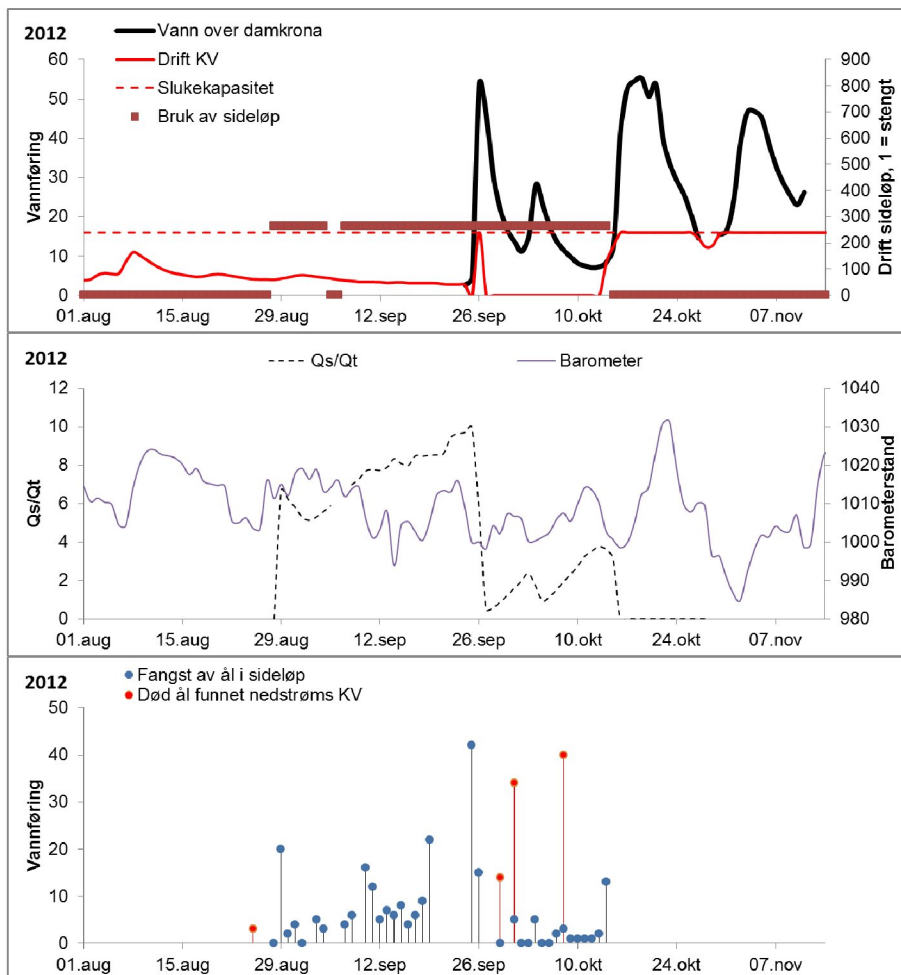 2012
Vann over damkrona
Drift KV
Slukekapasitet
Bruk av sideløp
60 50 40 30 20 10 0
Vannføring
900 800 700 600 500 400 300 200 100 0
Drift sideløp, 1 = stengt
01.aug 15.aug 29.aug 12.sep 26.sep 10.okt 24.okt 07.nov
2012
Qs/Qt Barometer
12 10 8 6 4 2 0
Qs/Qt
1040 1030 1020 1010 1000 990 980
Barometerstand
01.aug 15.aug 29.aug 12.sep 26.sep 10.okt 24.okt 07.nov
2012
Fangst av ål i sideløp
Død ål funnet nedstrøms KV
50 40 30 20 10 0
Vannføring
01.aug 15.aug 29.aug 12.sep 26.sep 10.okt 24.okt 07.nov